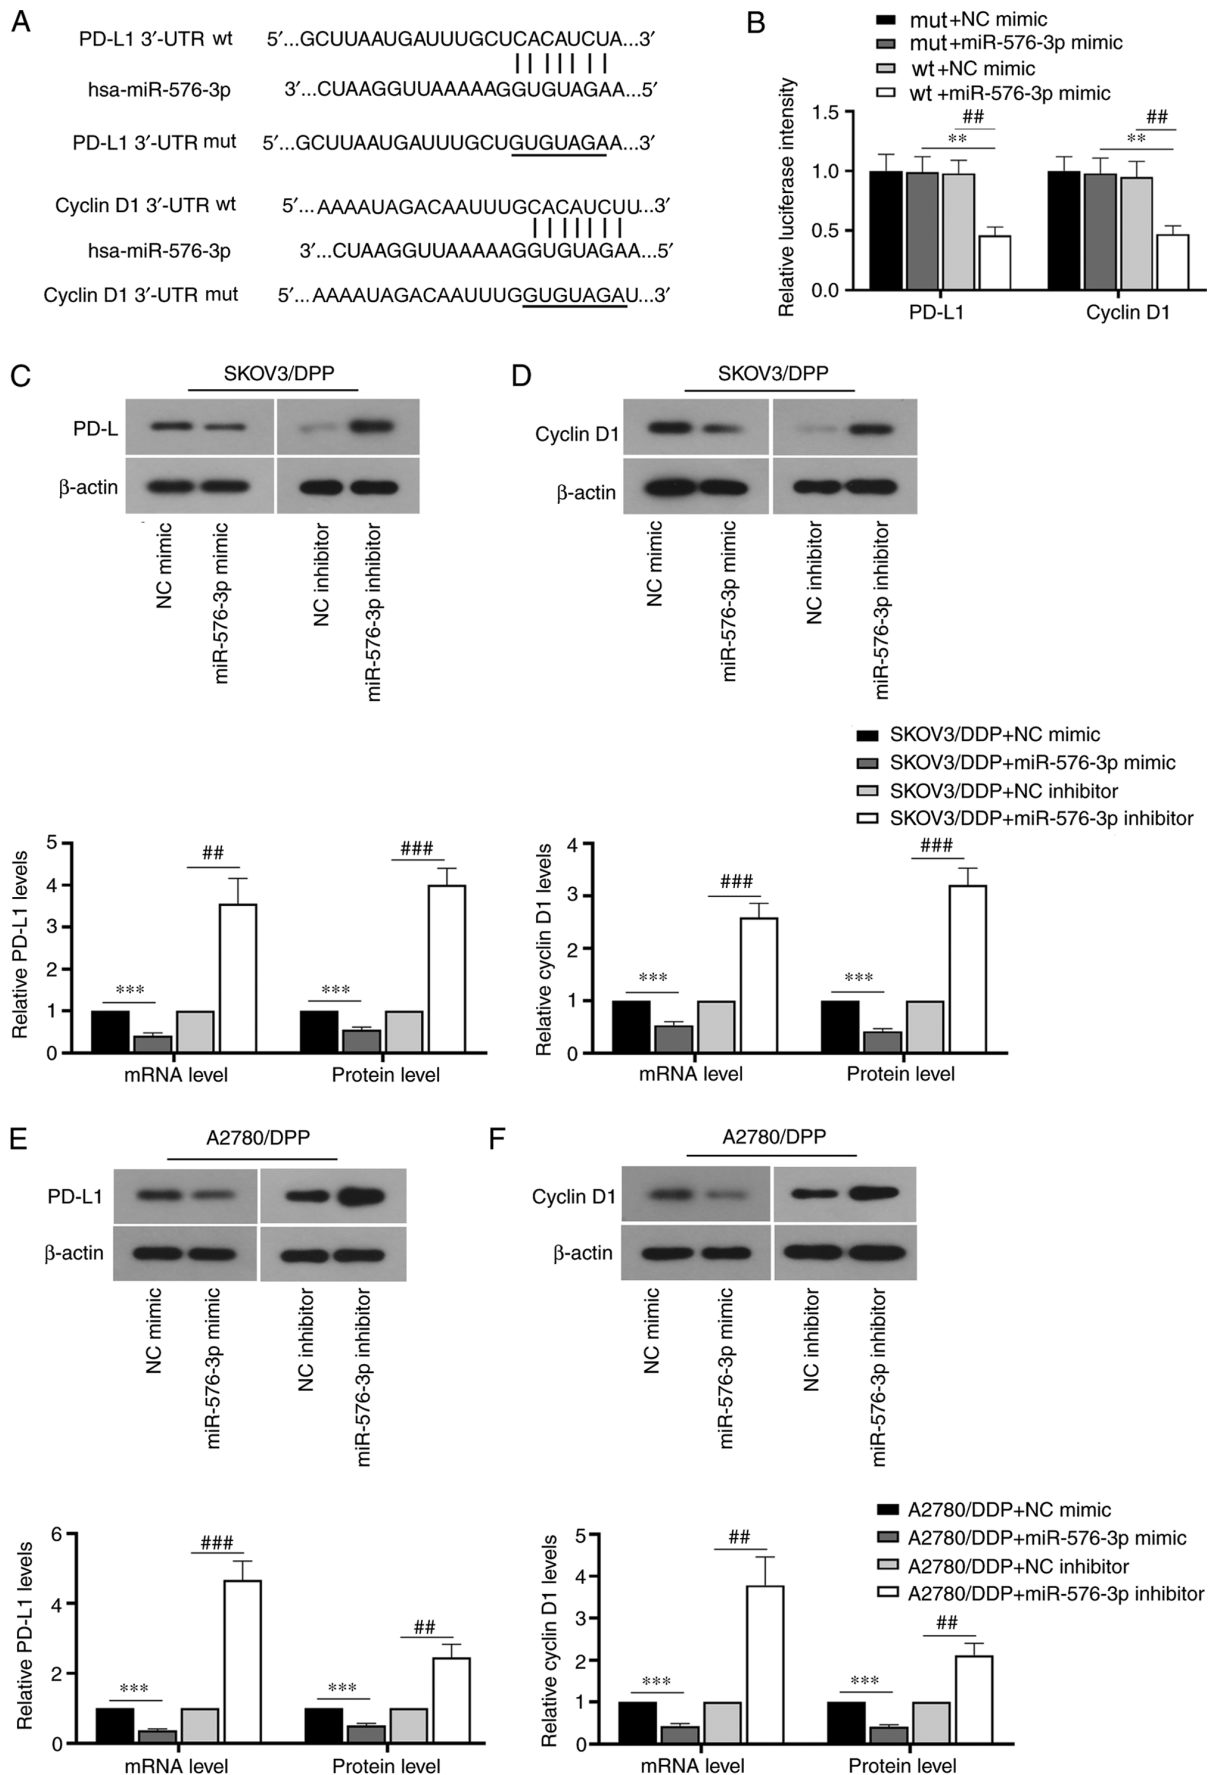 A
PD-L1 3′-UTR wt 5′...GCUUAAUGAUUUGCUCACAUCUA...3′
hsa-miR-576-3p 3′...CUAAGGUUAAAAAGGUGUAGAA...5′
PD-L1 3′-UTR mut 5′...GCUUAAUGAUUUGCUGUGUAGAA...3′
Cyclin D1 3′-UTR wt 5′...AAAAUAGACAAUUUGCACAUCUU...3′
hsa-miR-576-3p 3′...CUAAGGUUAAAAAGGUGUAGAA...5′
Cyclin D1 3′-UTR mut 5′...AAAAUAGACAAUUUGGUGUAGAU...3′
B
mut+NC mimic
mut+miR-576-3p mimic
wt+NC mimic
wt+miR-576-3p mimic
Relative luciferase intensity
1.5
1.0
0.5
0.0
## **
## **
PD-L1 Cyclin D1
C
SKOV3/DPP
PD-L
β-actin
NC mimic
miR-576-3p mimic
NC inhibitor
miR-576-3p inhibitor
D
SKOV3/DPP
Cyclin D1
β-actin
NC mimic
miR-576-3p mimic
NC inhibitor
miR-576-3p inhibitor
SKOV3/DDP+NC mimic
SKOV3/DDP+miR-576-3p mimic
SKOV3/DDP+NC inhibitor
SKOV3/DDP+miR-576-3p inhibitor
Relative PD-L1 levels
5
4
3
2
1
0
*** ## *** ###
mRNA level Protein level
Relative cyclin D1 levels
4
3
2
1
0
*** ### *** ###
mRNA level Protein level
E
A2780/DPP
PD-L1
β-actin
NC mimic
miR-576-3p mimic
NC inhibitor
miR-576-3p inhibitor
F
A2780/DPP
Cyclin D1
β-actin
NC mimic
miR-576-3p mimic
NC inhibitor
miR-576-3p inhibitor
A2780/DDP+NC mimic
A2780/DDP+miR-576-3p mimic
A2780/DDP+NC inhibitor
A2780/DDP+miR-576-3p inhibitor
Relative PD-L1 levels
6
4
2
0
*** ### *** ##
mRNA level Protein level
Relative cyclin D1 levels
5
4
3
2
1
0
*** ## *** ##
mRNA level Protein level